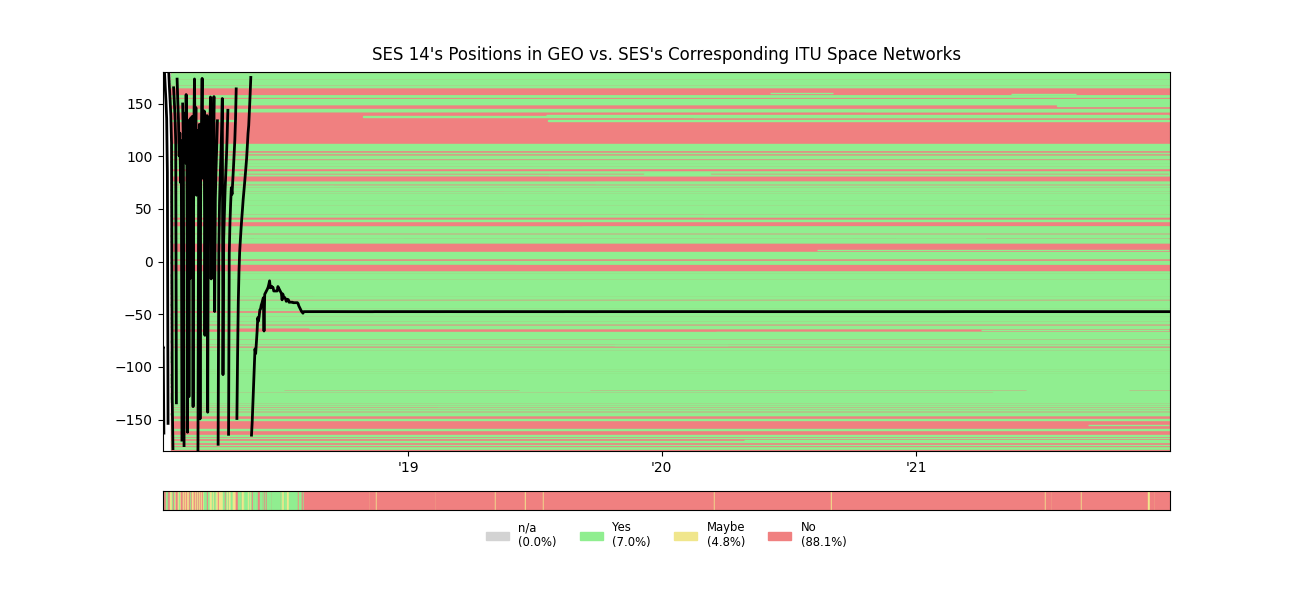 SES 14's Positions in GEO vs. SES's Corresponding ITU Space Networks
150
100
50
0
−50
−100
−150
'19 '20 '21
n/a Yes Maybe No
(0.0%) (7.0%) (4.8%) (88.1%)